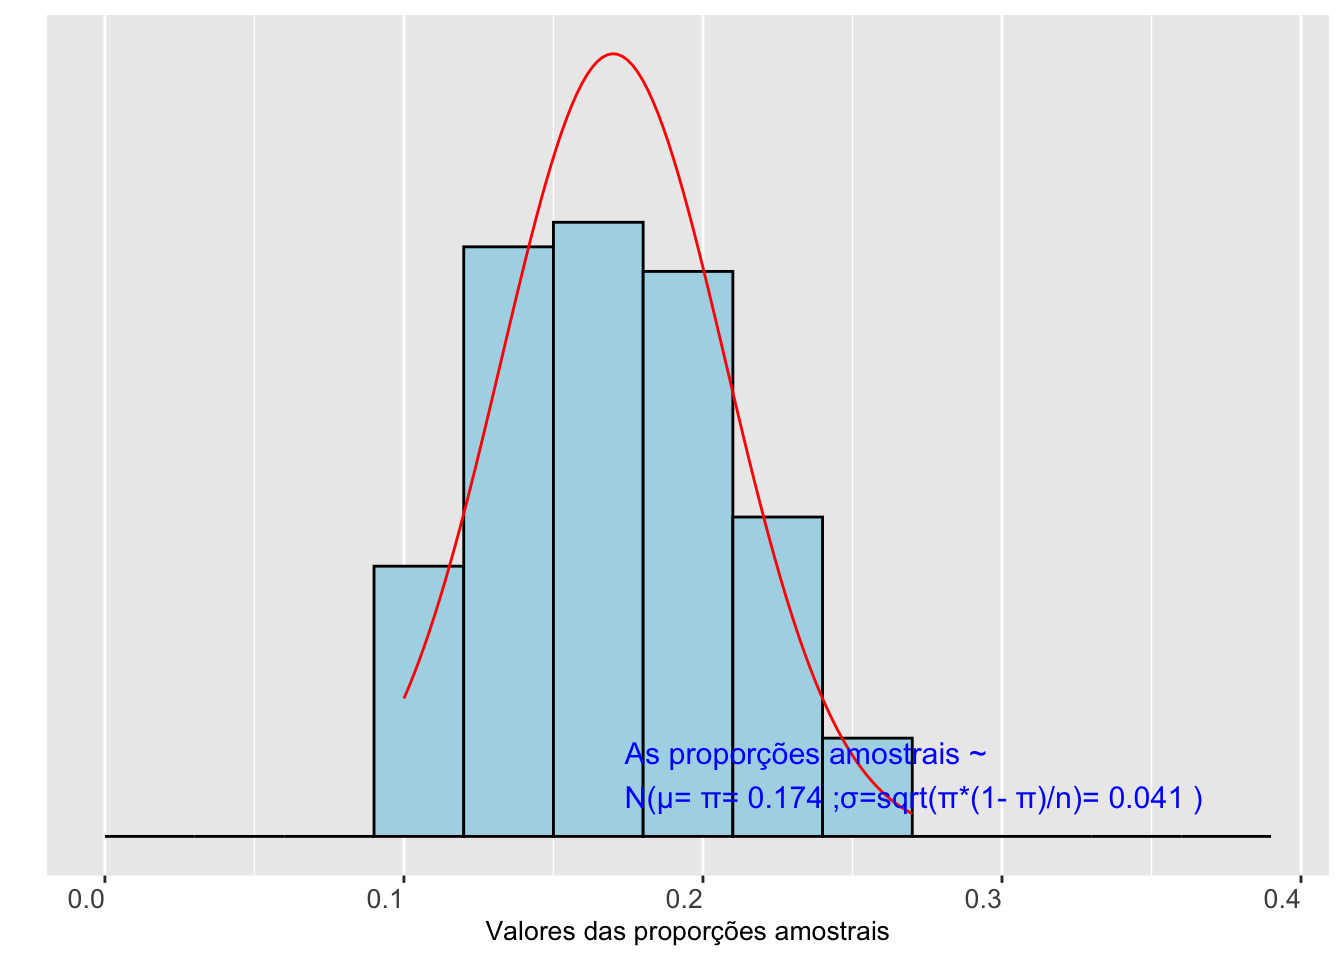 As proporções amostrais ~
N(μ= π= 0.174 ;σ=sqrt(π*(1- π)/n)= 0.041 )
0.0 0.1 0.2 0.3 0.4
Valores das proporções amostrais